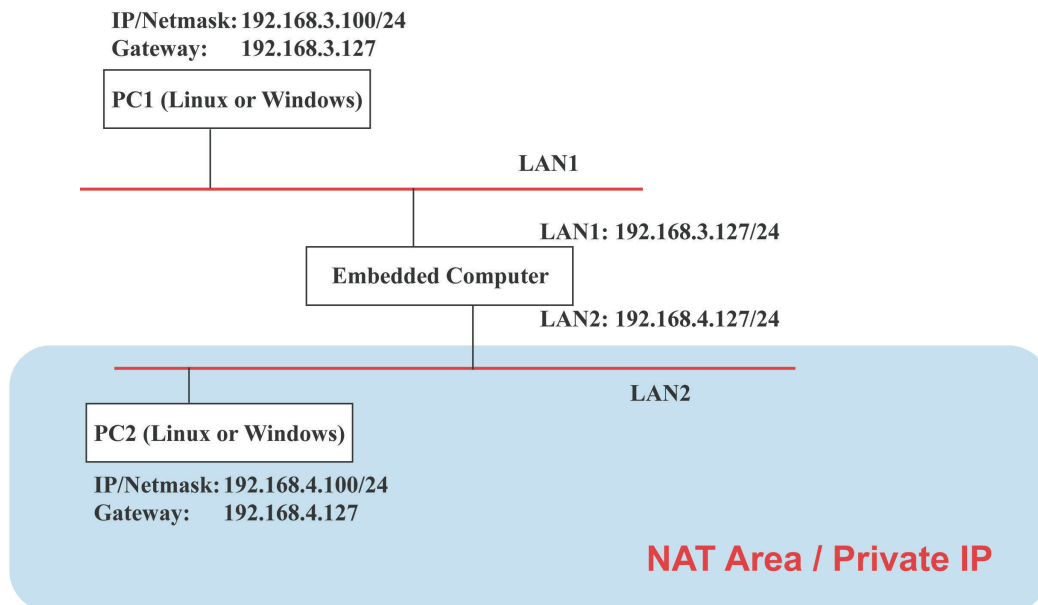 IP/Netmask: 192.168.3.100/24
Gateway: 192.168.3.127
PC1 (Linux or Windows)
LAN1
LAN1: 192.168.3.127/24
Embedded Computer
LAN2: 192.168.4.127/24
LAN2
PC2 (Linux or Windows)
IP/Netmask: 192.168.4.100/24
Gateway: 192.168.4.127
NAT Area / Private IP